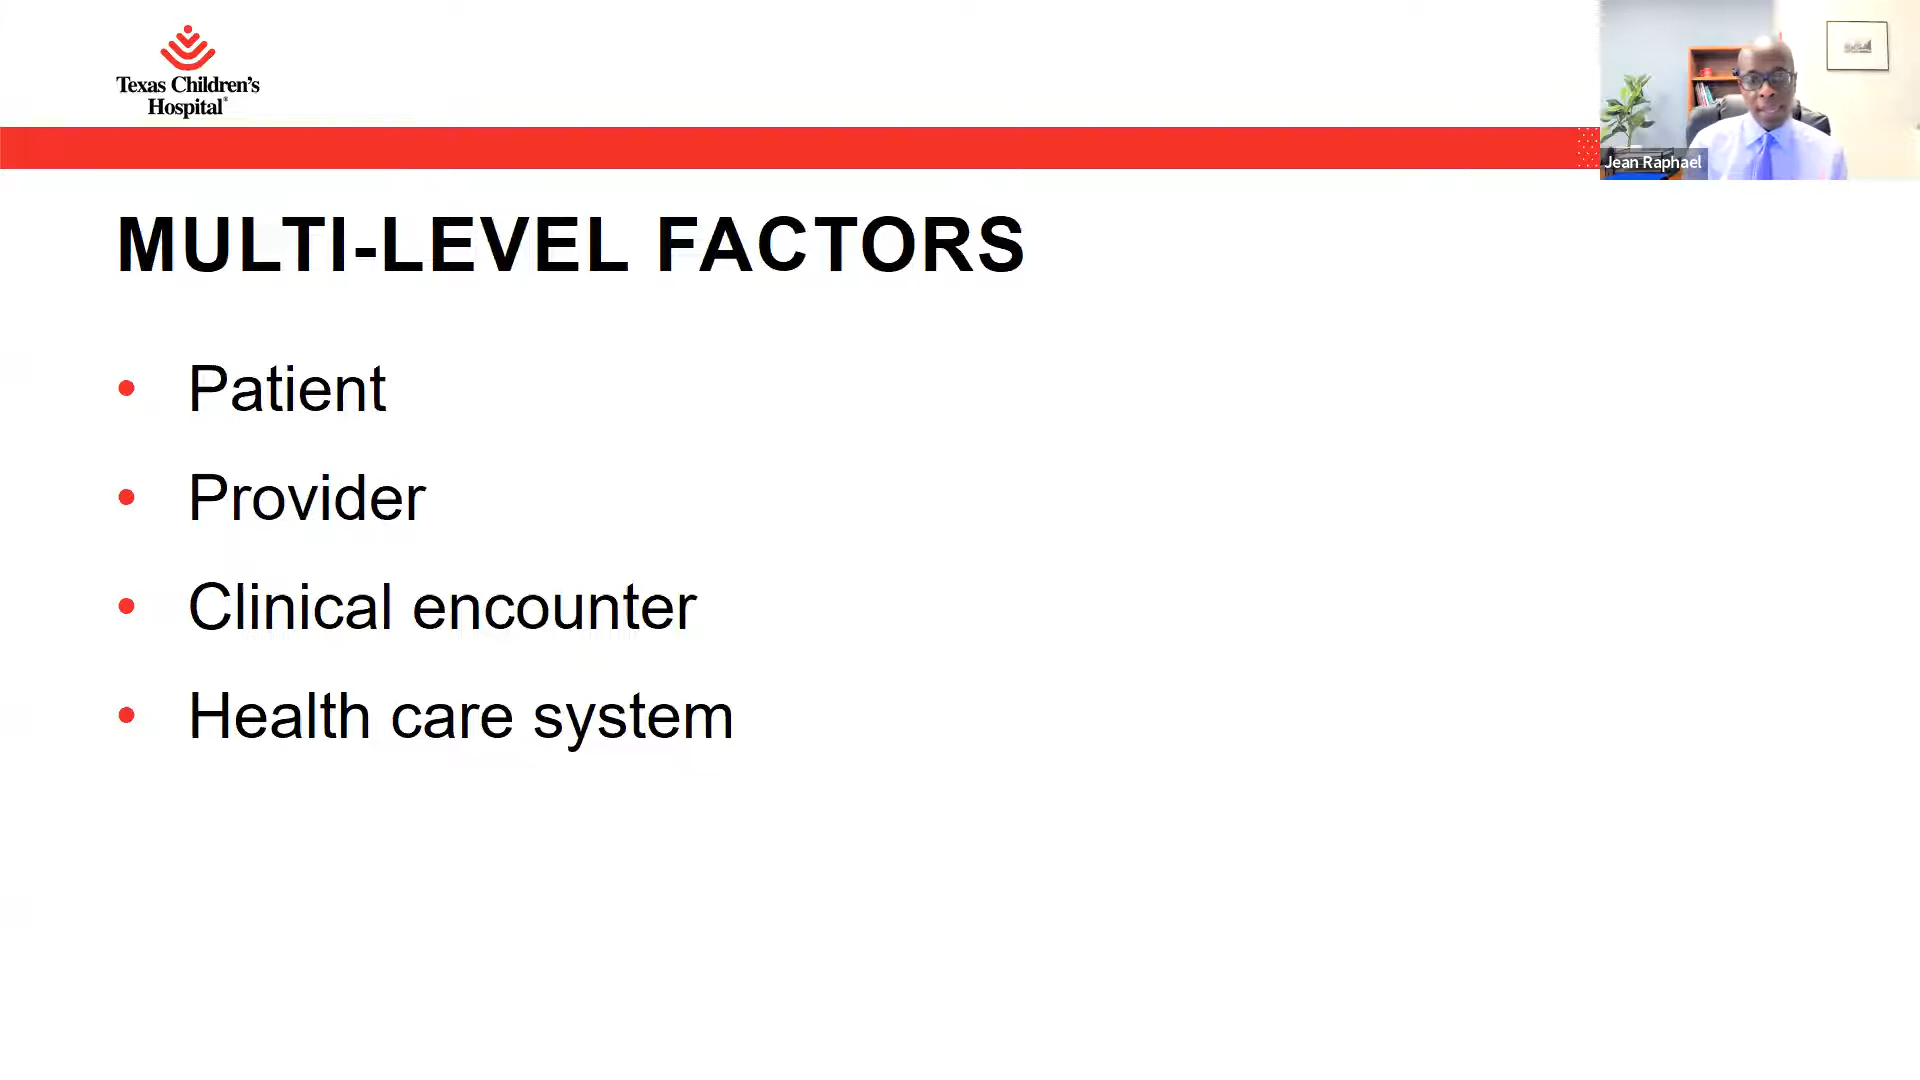 Texas Children's
Hospital®
Jean Raphael
MULTI-LEVEL FACTORS
• Patient
• Provider
• Clinical encounter
• Health care system